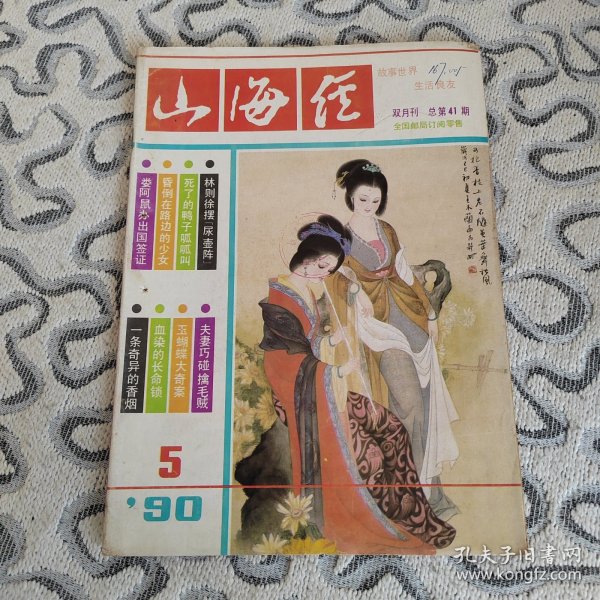 山海经
故事世界
生活良友
双月刊 总第41期
全国邮局订阅零售
林则徐摆“尿壶阵”
死了的鸭子呱呱叫
昏倒在路边的少女
娄阿鼠办出国签证
夫妻巧碰擒毛贼
玉蝴蝶大奇案
血染的长命锁
一条奇异的香烟
5
'90
孔夫子旧书网
www.kongfz.com